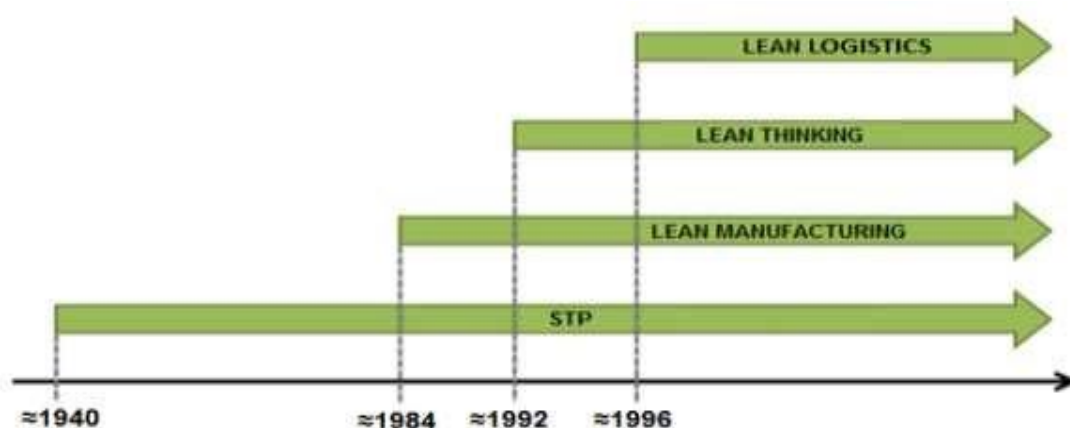 LEAN LOGISTICS
LEAN THINKING
LEAN MANUFACTURING
STP
≈1940 ≈1984 ≈1992 ≈1996